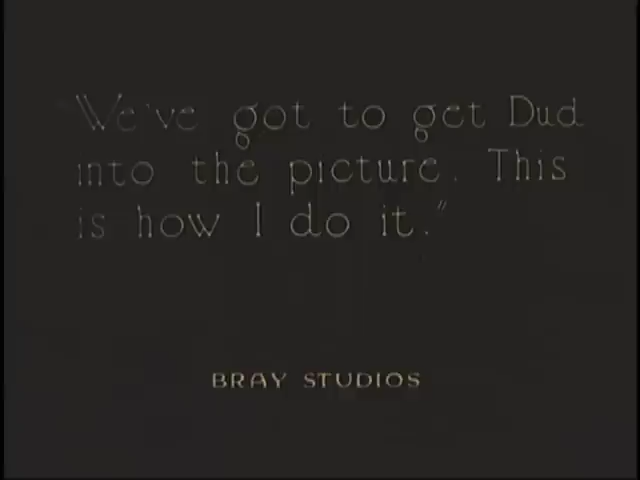 "We've got to get Dud
into the picture. This
is how I do it."
BRAY STUDIOS